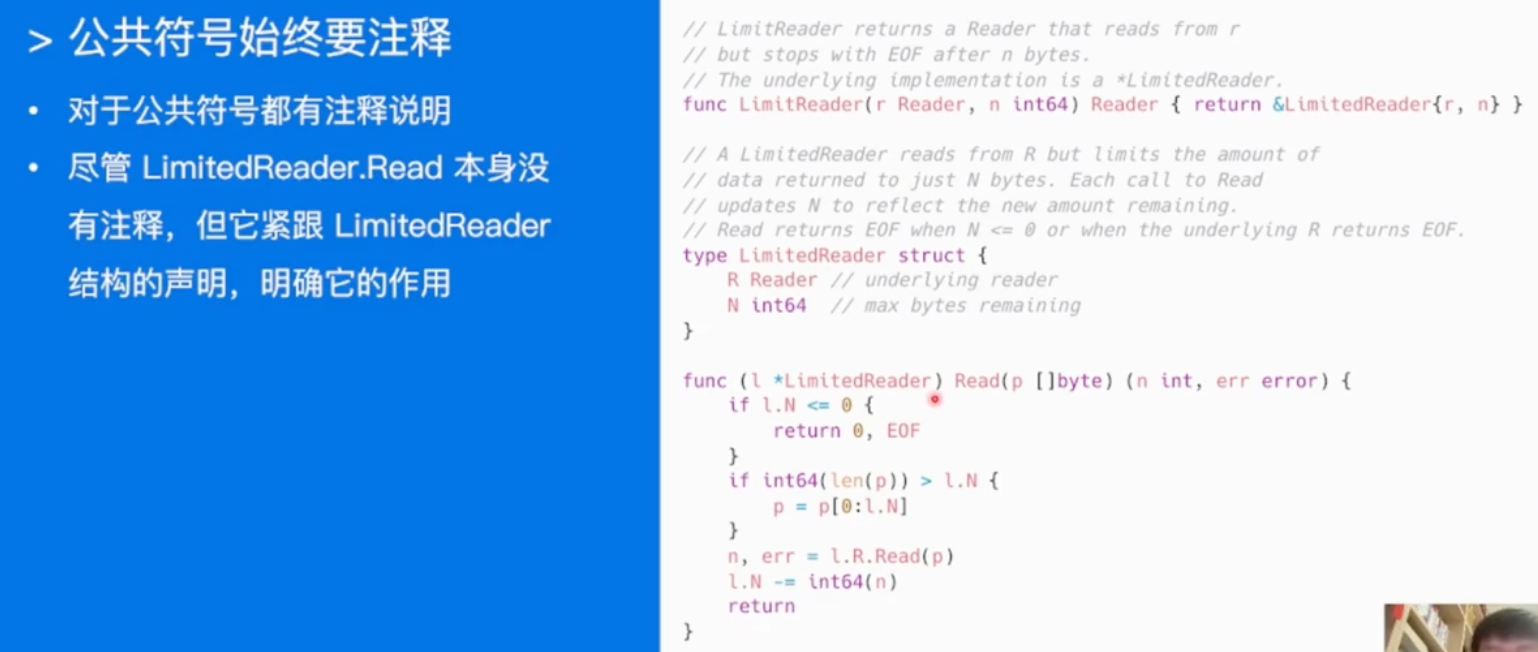 > 公共符号始终要注释
• 对于公共符号都有注释说明
• 尽管 LimitedReader.Read 本身没
有注释，但它紧跟 LimitedReader
结构的声明，明确它的作用
// LimitReader returns a Reader that reads from r
// but stops with EOF after n bytes.
// The underlying implementation is a *LimitedReader.
func LimitReader(r Reader, n int64) Reader { return &LimitedReader{r, n} }

// A LimitedReader reads from R but limits the amount of
// data returned to just N bytes. Each call to Read
// updates N to reflect the new amount remaining.
// Read returns EOF when N <= 0 or when the underlying R returns EOF.
type LimitedReader struct {
    R Reader // underlying reader
    N int64  // max bytes remaining
}

func (l *LimitedReader) Read(p []byte) (n int, err error) {
    if l.N <= 0 {
        return 0, EOF
    }
    if int64(len(p)) > l.N {
        p = p[0:l.N]
    }
    n, err = l.R.Read(p)
    l.N -= int64(n)
    return
}